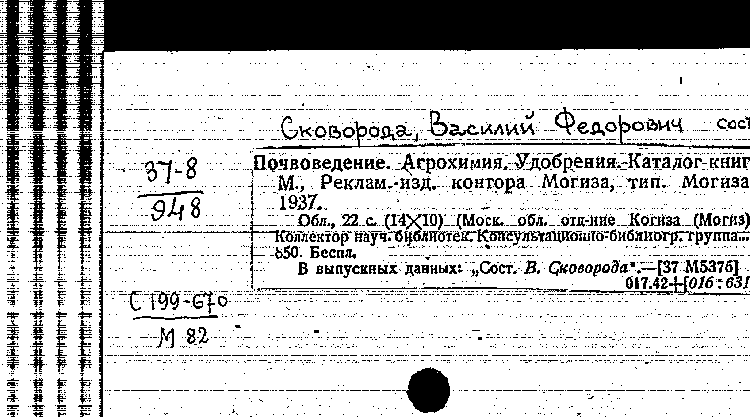 Сковорода, Василий Федорович сост
37-8
948
Почвоведение. Агрохимия. Удобрения. Каталог книг
М., Реклам.-изд. контора Могиза, тип. Могиза
1937.
Обл., 22 с. (14×10) (Моск. обл. отд-ние Когиза (Могиз)
Коллектор науч. библиотек. Консультационно-библиогр. группа...
850. Беспл.
В выпускных данных: „Сост. В. Сковорода“.—[37 М5376]
017.42+[016:631
С 199-670
М 82